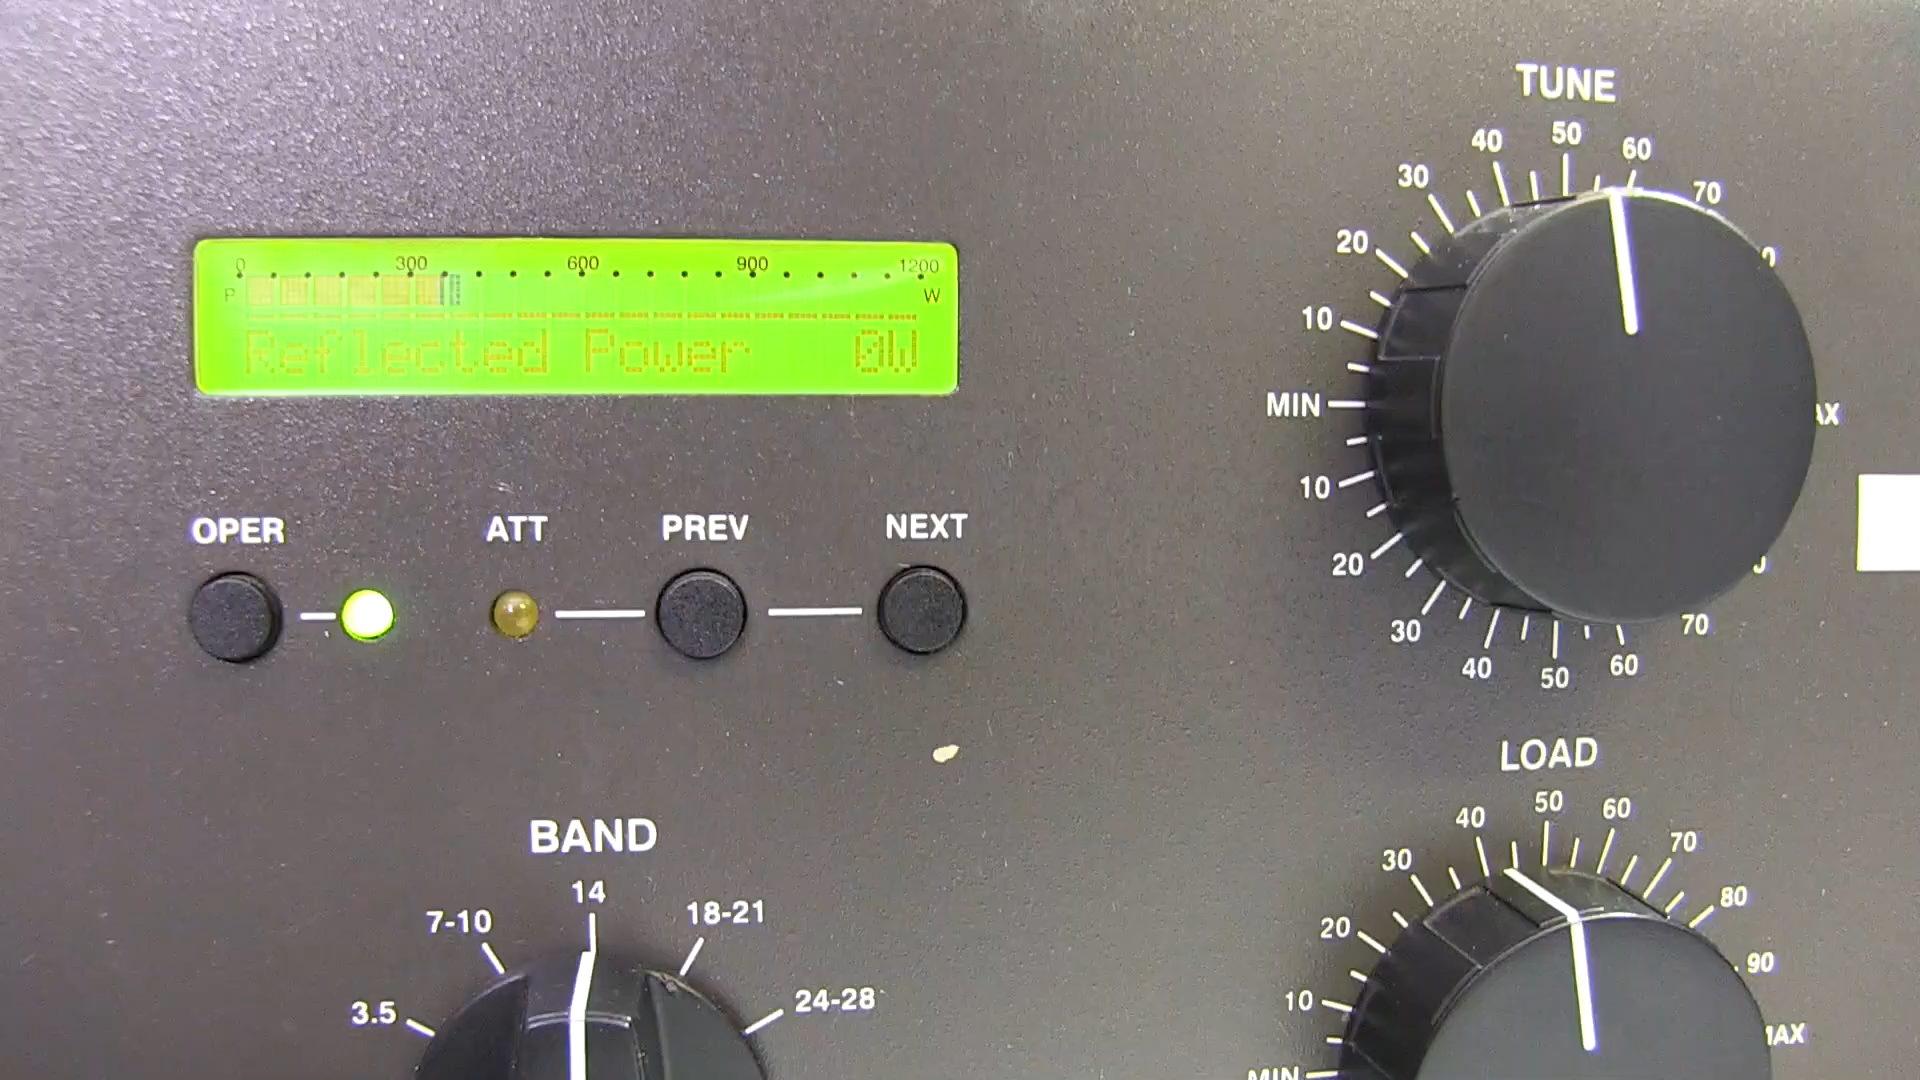 TUNE
40 50 60
30 70
20
10
MIN
10
20
30 70
40 50 60
0 300 600 900 1200
P W
Reflected Power 0W
OPER ATT PREV NEXT
LOAD
40 50 60
30 70
20 80
10 90
MIN
BAND
14
7-10 18-21
3.5 24-28